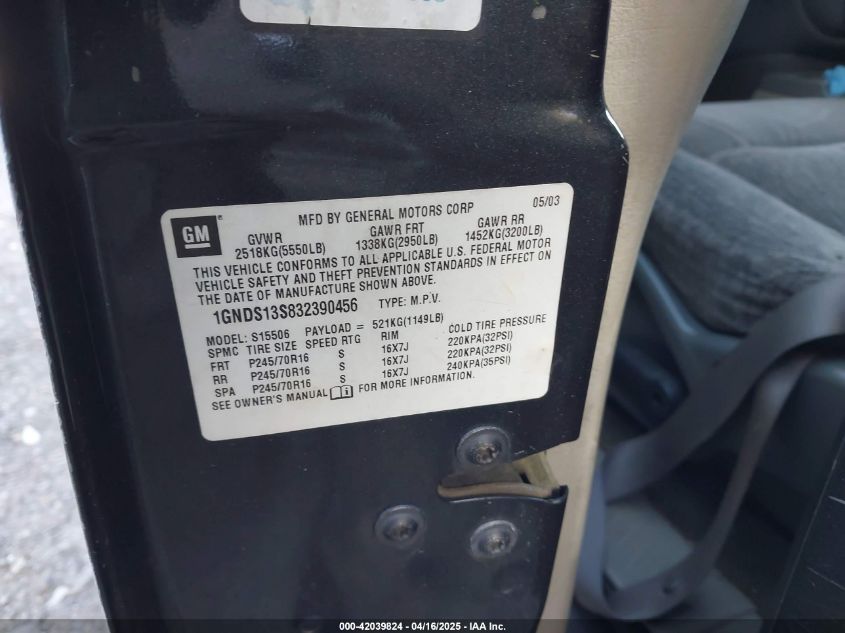 MFD BY GENERAL MOTORS CORP 05/03
GM
GVWR GAWR FRT GAWR RR
2518KG(5550LB) 1338KG(2950LB) 1452KG(3200LB)
THIS VEHICLE CONFORMS TO ALL APPLICABLE U.S. FEDERAL MOTOR
VEHICLE SAFETY AND THEFT PREVENTION STANDARDS IN EFFECT ON
THE DATE OF MANUFACTURE SHOWN ABOVE.
1GNDS13S832390456 TYPE: M.P.V.
MODEL: S15506 PAYLOAD = 521KG(1149LB)
SPMC TIRE SIZE SPEED RTG RIM COLD TIRE PRESSURE
FRT P245/70R16 S 16X7J 220KPA(32PSI)
RR P245/70R16 S 16X7J 220KPA(32PSI)
SPA P245/70R16 S 16X7J 240KPA(35PSI)
SEE OWNER'S MANUAL FOR MORE INFORMATION.
000-42039824 - 04/16/2025 - IAA Inc.